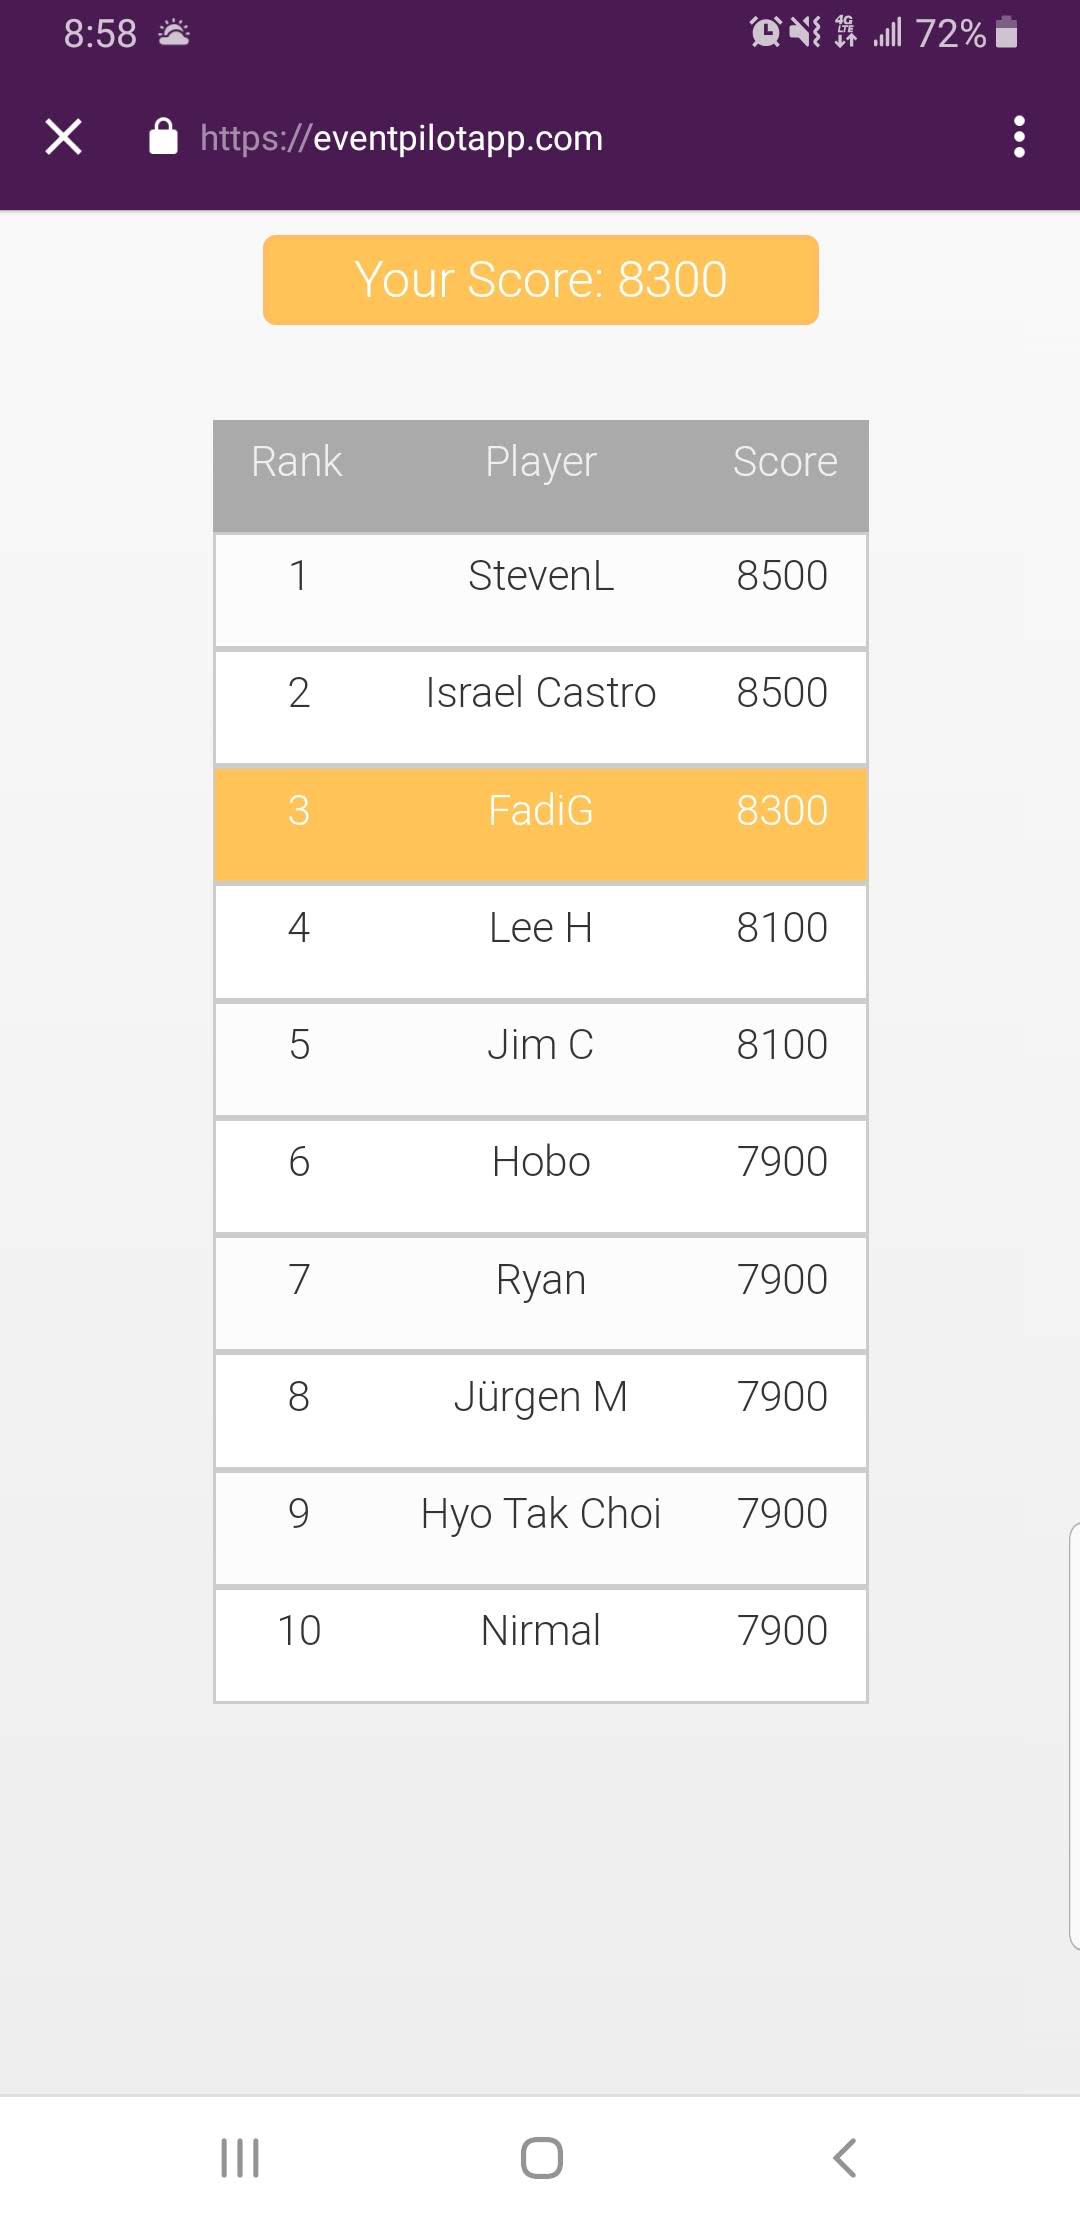 8:58
4G LTE 72%
https://eventpilotapp.com
Your Score: 8300
Rank Player Score
1 StevenL 8500
2 Israel Castro 8500
3 FadiG 8300
4 Lee H 8100
5 Jim C 8100
6 Hobo 7900
7 Ryan 7900
8 Jürgen M 7900
9 Hyo Tak Choi 7900
10 Nirmal 7900